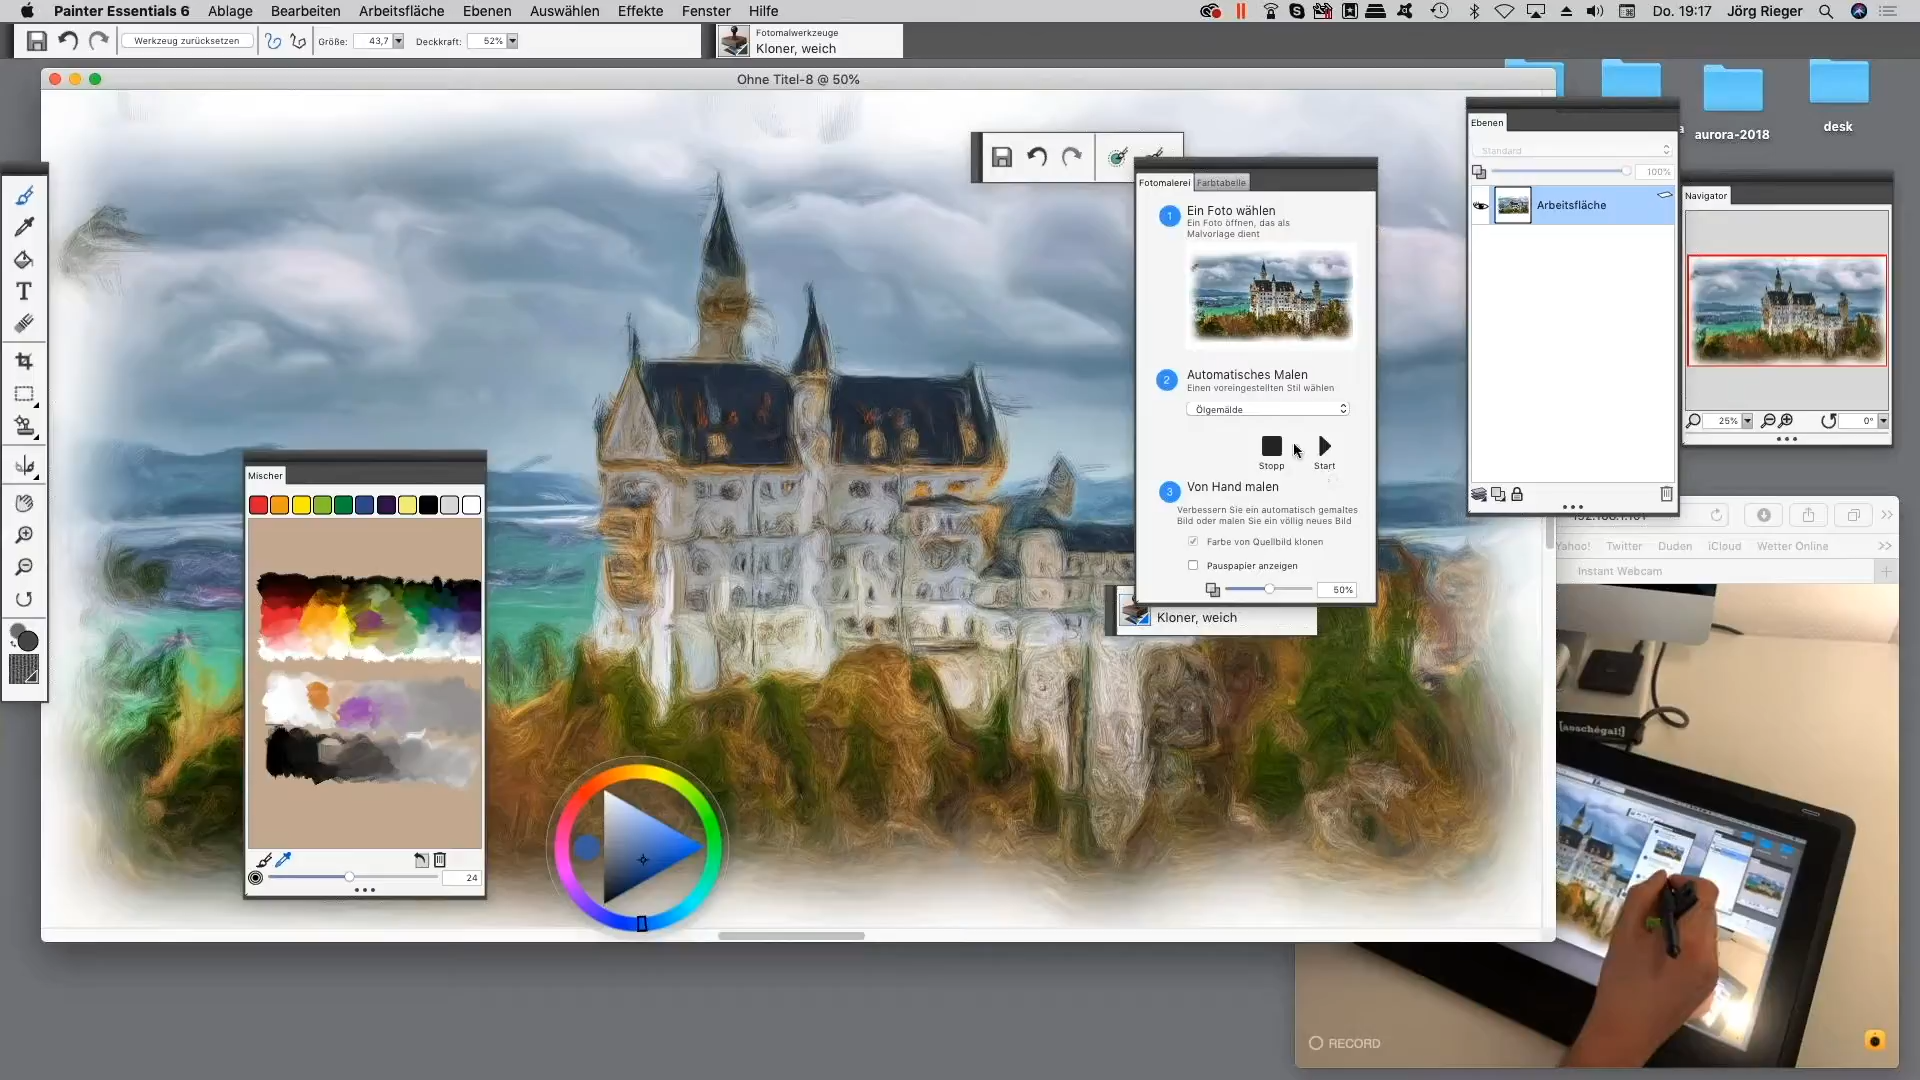 Painter Essentials 6 Ablage Bearbeiten Arbeitsfläche Ebenen Auswählen Effekte Fenster Hilfe Do. 19:17 Jörg Rieger
Werkzeug zurücksetzen Größe: 43,7 Deckkraft: 52%
Fotomalwerkzeuge
Kloner, weich
Ohne Titel-8 @ 50%
aurora-2018
desk
Ebenen
Standard
100%
Arbeitsfläche
Navigator
25% 0°
Fotomalerei Farbtabelle
1 Ein Foto wählen
Ein Foto öffnen, das als
Malvorlage dient
2 Automatisches Malen
Einen voreingestellten Stil wählen
Ölgemälde
Stopp Start
3 Von Hand malen
Verbessern Sie ein automatisch gemaltes
Bild oder malen Sie ein völlig neues Bild
Farbe von Quellbild klonen
Pauspapier anzeigen
50%
Kloner, weich
Mischer
24
Yahoo! Twitter Duden iCloud Wetter Online
Instant Webcam
[asschégal!]
RECORD